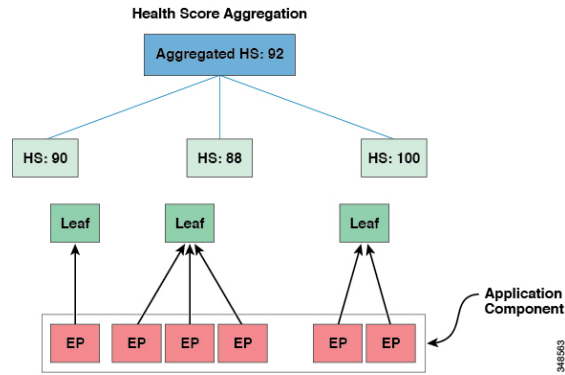 Health Score Aggregation
Aggregated HS: 92
HS: 90
HS: 88
HS: 100
Leaf
Leaf
Leaf
Application
Component
EP
EP
EP
EP
EP
EP
348563